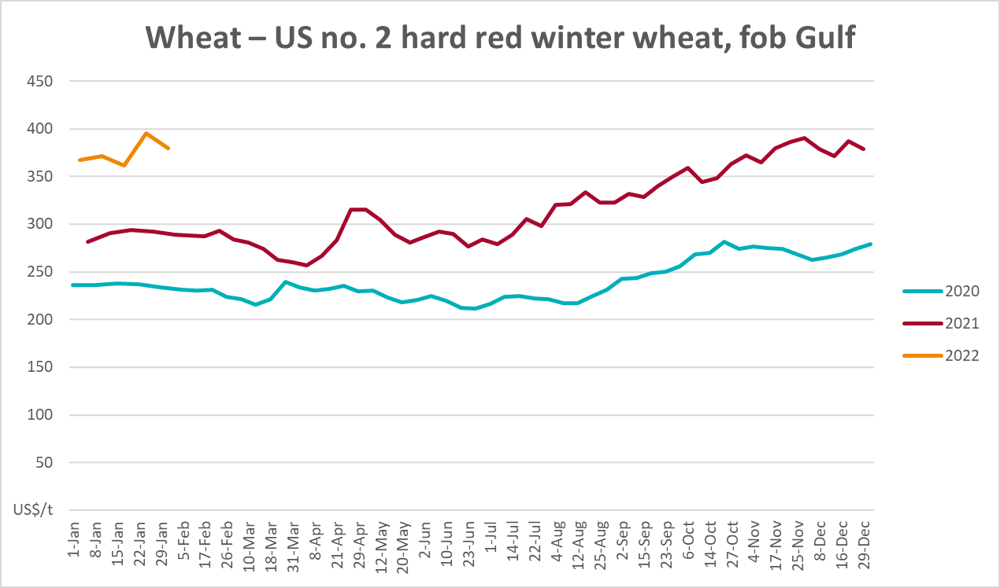 Wheat – US no. 2 hard red winter wheat, fob Gulf
450
400
350
300
250
200
150
100
50
US$/t
1-Jan
8-Jan
15-Jan
22-Jan
29-Jan
5-Feb
17-Feb
26-Feb
10-Mar
18-Mar
31-Mar
8-Apr
21-Apr
29-Apr
12-May
20-May
2-Jun
10-Jun
23-Jun
1-Jul
14-Jul
22-Jul
4-Aug
12-Aug
25-Aug
2-Sep
15-Sep
23-Sep
6-Oct
14-Oct
27-Oct
4-Nov
17-Nov
25-Nov
8-Dec
16-Dec
29-Dec
2020
2021
2022